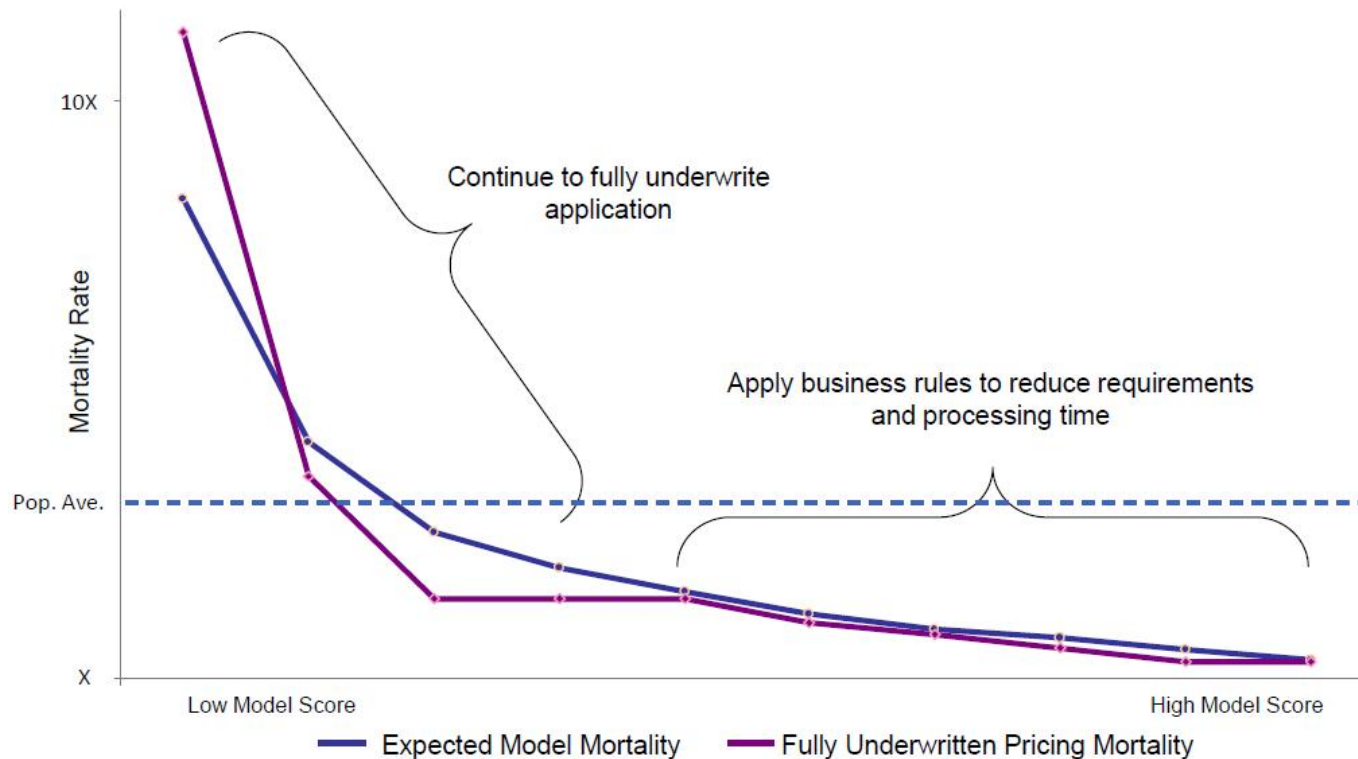 10X
Continue to fully underwrite
application
Mortality Rate
Apply business rules to reduce requirements
and processing time
Pop. Ave.
X
Low Model Score
High Model Score
Expected Model Mortality
Fully Underwritten Pricing Mortality